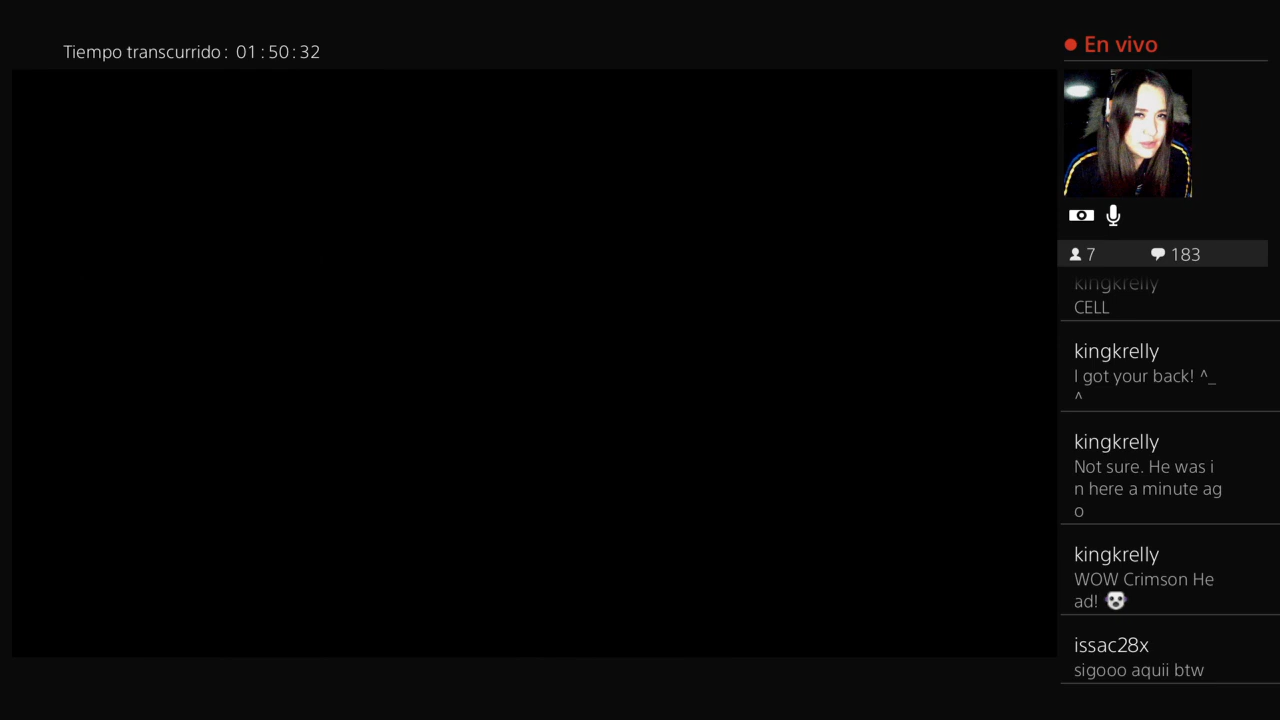 Tiempo transcurrido: 01:50:32
En vivo
7 183
kingkrelly
CELL
kingkrelly
I got your back! ^_
^
kingkrelly
Not sure. He was i
n here a minute ag
o
kingkrelly
WOW Crimson He
ad!
issac28x
sigooo aquii btw